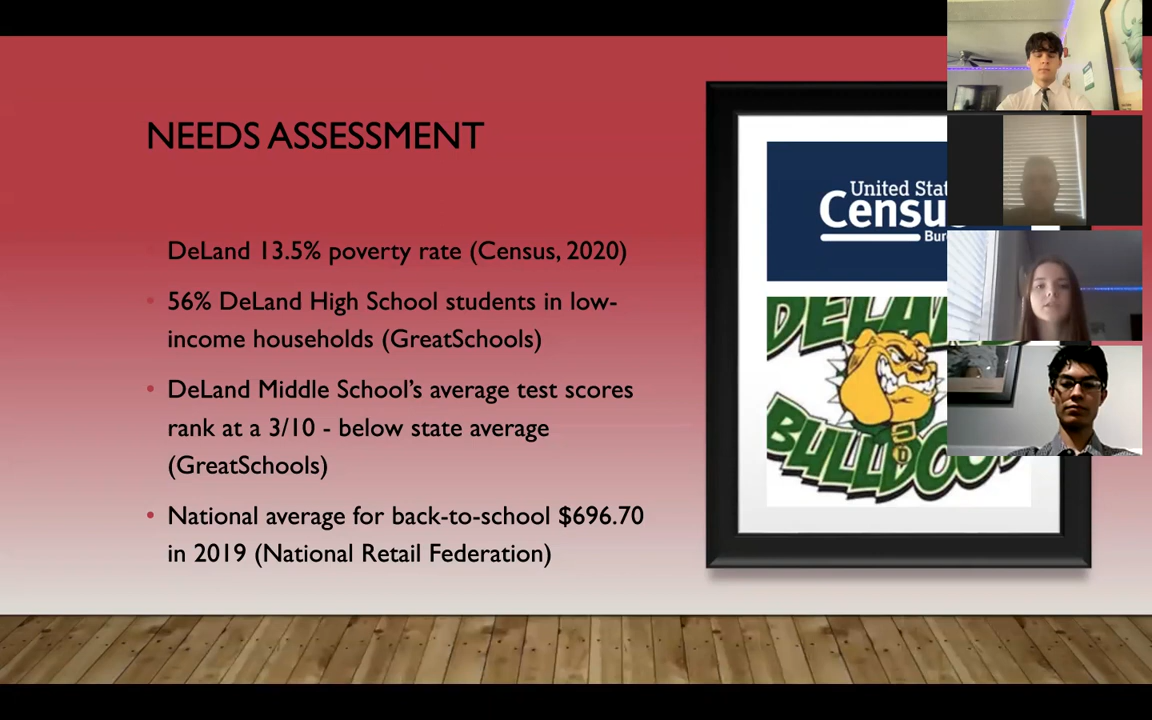 NEEDS ASSESSMENT
DeLand 13.5% poverty rate (Census, 2020)
• 56% DeLand High School students in low-
income households (GreatSchools)
• DeLand Middle School’s average test scores
rank at a 3/10 - below state average
(GreatSchools)
• National average for back-to-school $696.70
in 2019 (National Retail Federation)
United Stat
Censu
Bur
DELAN
BULLDO